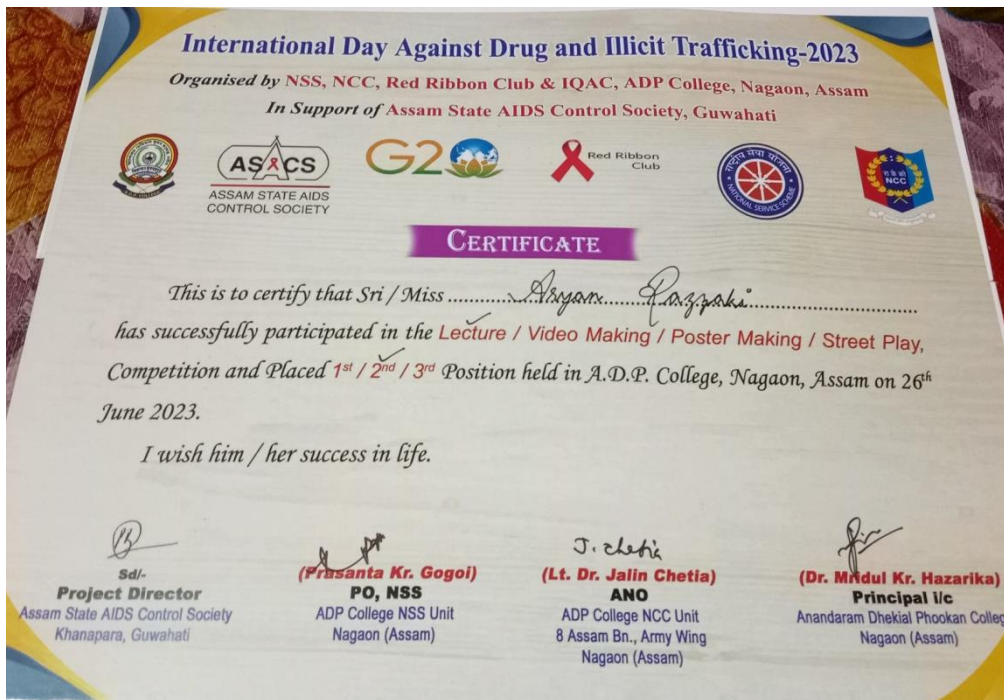 International Day Against Drug and Illicit Trafficking-2023
Organised by NSS, NCC, Red Ribbon Club & IQAC, ADP College, Nagaon, Assam
In Support of Assam State AIDS Control Society, Guwahati
ASACS
ASSAM STATE AIDS
CONTROL SOCIETY
G20
Red Ribbon
Club
राष्ट्रीय सेवा योजना
NATIONAL SERVICE SCHEME
रा के को
NCC
CERTIFICATE
This is to certify that Sri / Miss ............Aryan......Razzaki..........................
has successfully participated in the Lecture / Video Making / Poster Making / Street Play,
Competition and Placed 1st / 2nd / 3rd Position held in A.D.P. College, Nagaon, Assam on 26th
June 2023.
I wish him / her success in life.
J. Chetia
Sd/-
Project Director
Assam State AIDS Control Society
Khanapara, Guwahati
(Prasanta Kr. Gogoi)
PO, NSS
ADP College NSS Unit
Nagaon (Assam)
(Lt. Dr. Jalin Chetia)
ANO
ADP College NCC Unit
8 Assam Bn., Army Wing
Nagaon (Assam)
(Dr. Mridul Kr. Hazarika)
Principal i/c
Anandaram Dhekial Phookan Colleg
Nagaon (Assam)